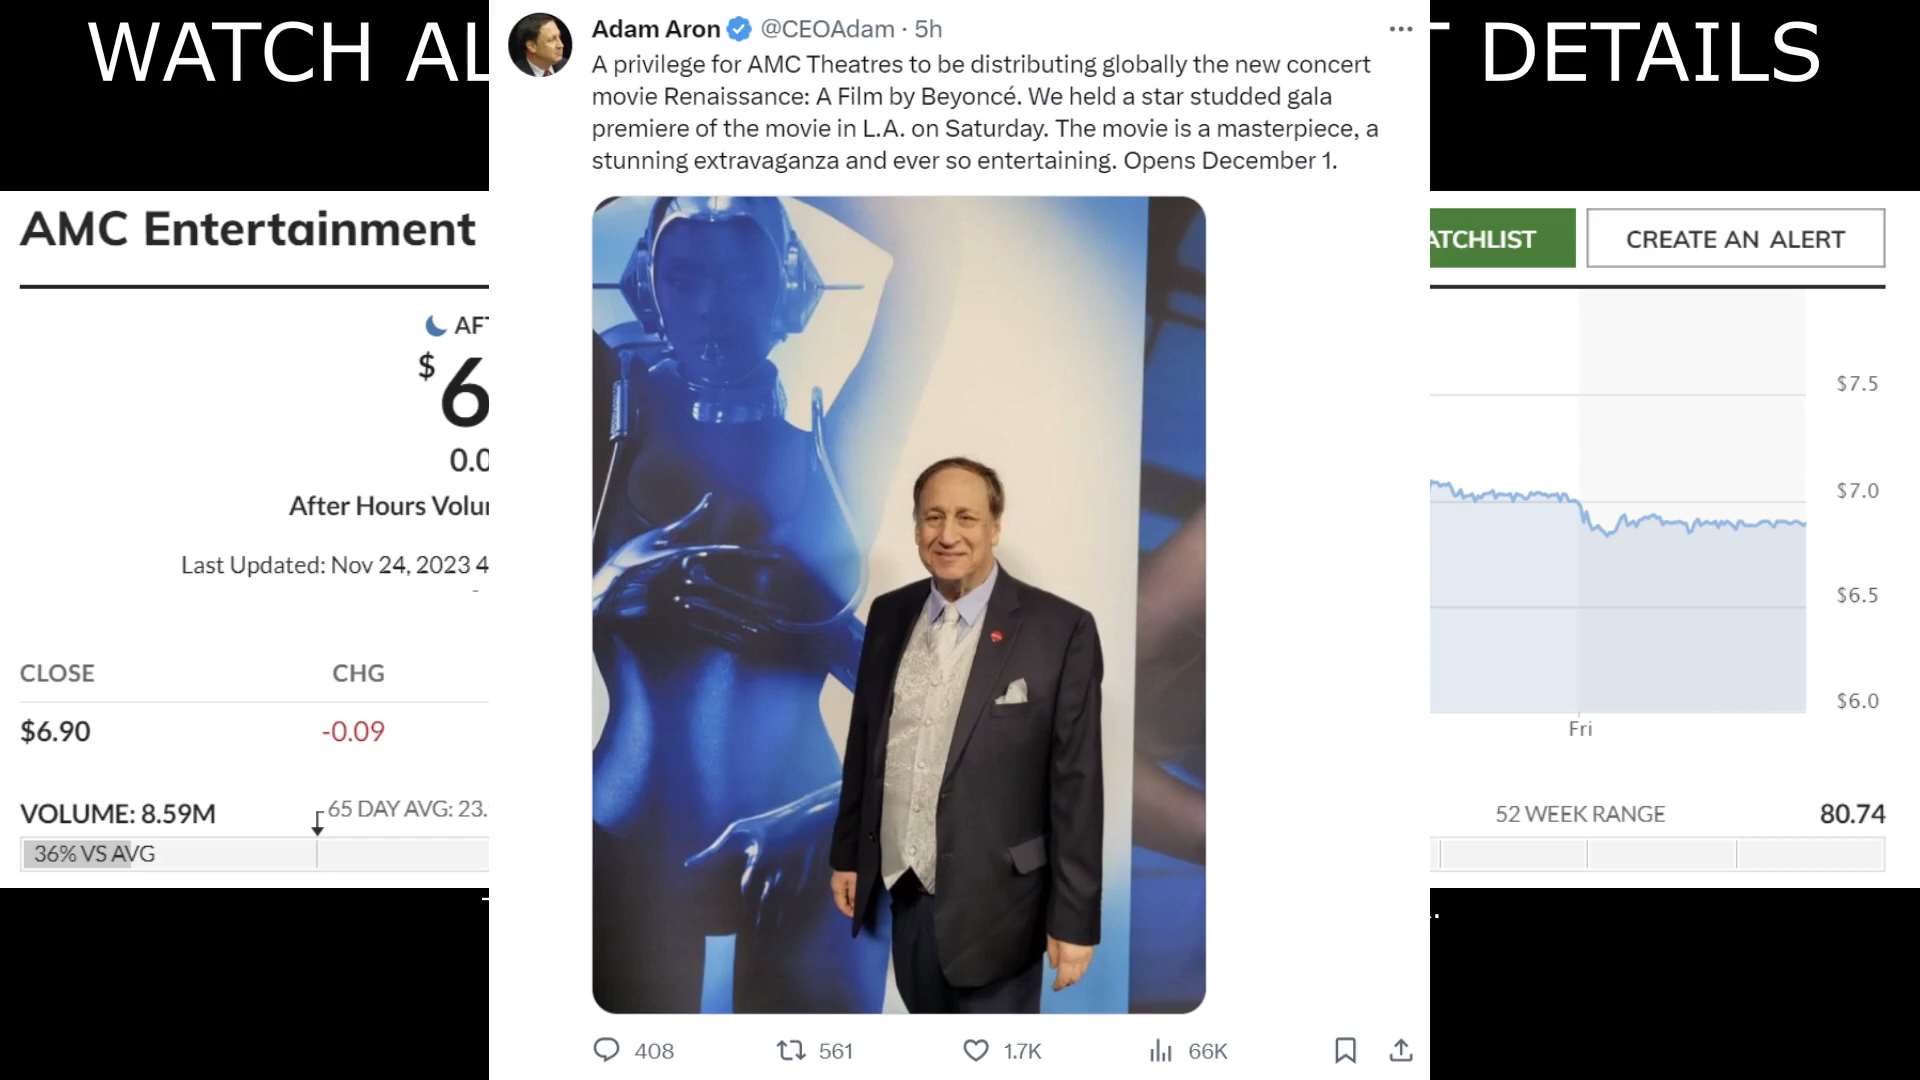 WATCH AL
T DETAILS
Adam Aron @CEOAdam · 5h
A privilege for AMC Theatres to be distributing globally the new concert
movie Renaissance: A Film by Beyoncé. We held a star studded gala
premiere of the movie in L.A. on Saturday. The movie is a masterpiece, a
stunning extravaganza and ever so entertaining. Opens December 1.
408 561 1.7K 66K
AMC Entertainment
AFT
$6
0.0
After Hours Volu
Last Updated: Nov 24, 2023 4
CLOSE CHG
$6.90 -0.09
VOLUME: 8.59M 65 DAY AVG: 23.
36% VS AVG
ATCHLIST CREATE AN ALERT
$7.5
$7.0
$6.5
$6.0
Fri
52 WEEK RANGE 80.74